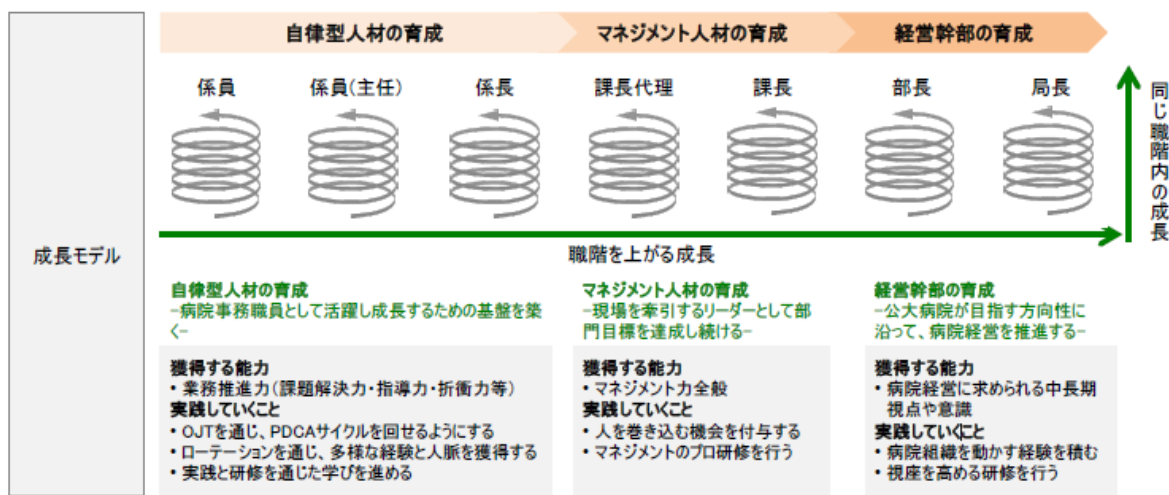 自律型人材の育成
マネジメント人材の育成
経営幹部の育成
係員
係員(主任)
係長
課長代理
課長
部長
局長
同じ職階内の成長
成長モデル
職階を上がる成長
自律型人材の育成
-病院事務職員として活躍し成長するための基盤を築
く-
獲得する能力
・業務推進力(課題解決力・指導力・折衝力等)
実践していくこと
・OJTを通じ、PDCAサイクルを回せるようにする
・ローテーションを通じ、多様な経験と人脈を獲得する
・実践と研修を通じた学びを進める
マネジメント人材の育成
-現場を牽引するリーダーとして部
門目標を達成し続ける-
獲得する能力
・マネジメント力全般
実践していくこと
・人を巻き込む機会を付与する
・マネジメントのプロ研修を行う
経営幹部の育成
-公大病院が目指す方向性に
沿って、病院経営を推進する-
獲得する能力
・病院経営に求められる中長期
視点や意識
実践していくこと
・病院組織を動かす経験を積む
・視座を高める研修を行う